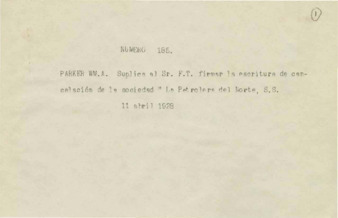 1
NUMERO 186.
PARKER WM.A. Suplica al Sr. F.T. firmar la escritura de can-
celación de la sociedad " La Petrolera del Norte, S.A.
11 abril 1928